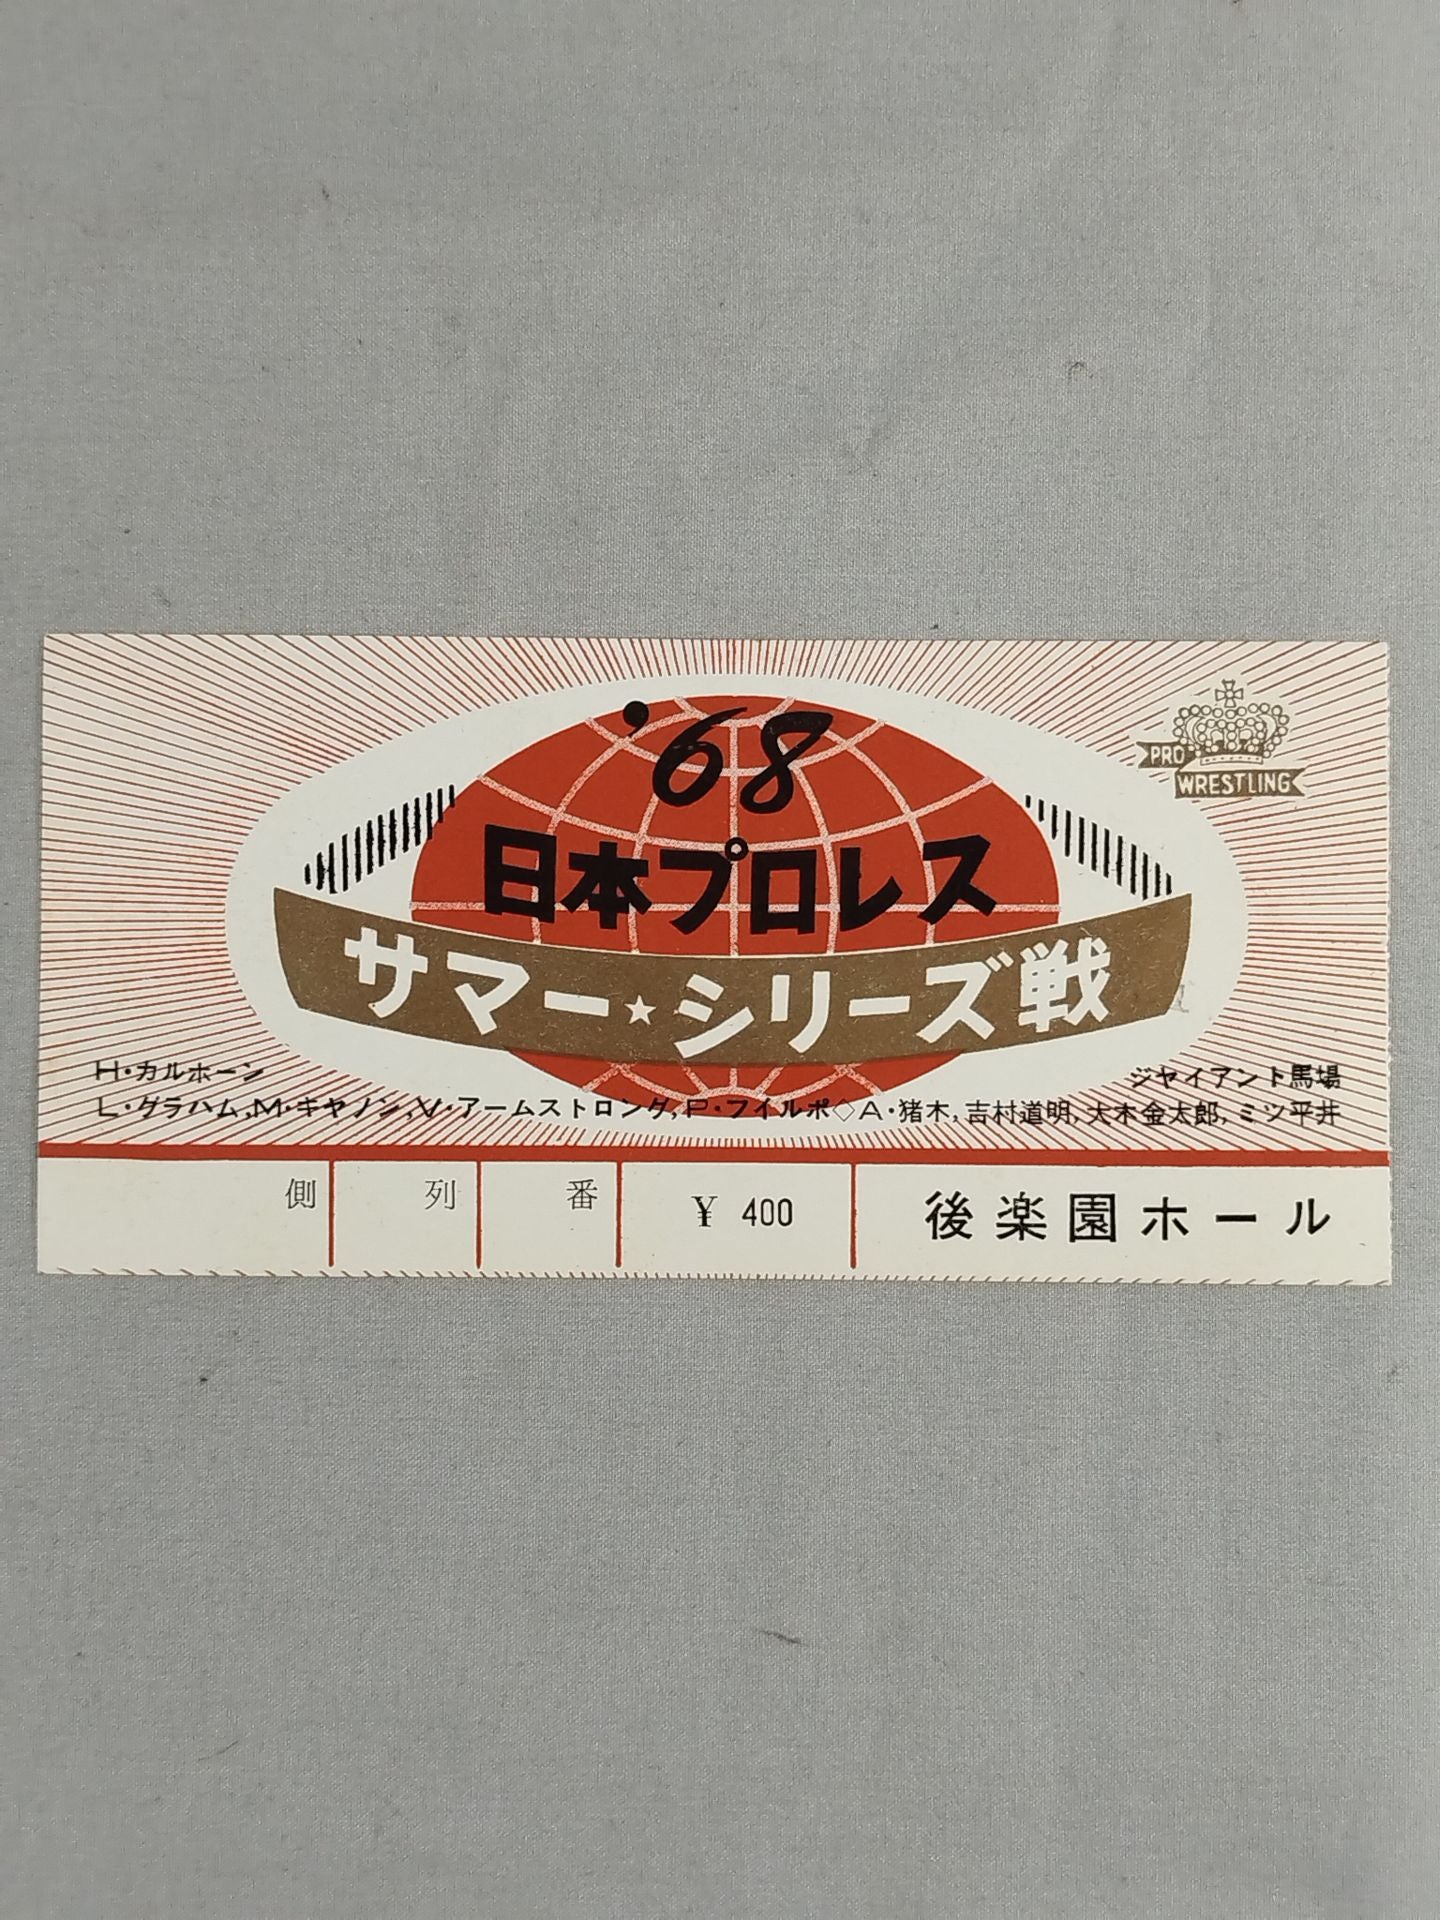 '68
日本プロレス
サマー★シリーズ戦
PRO
WRESTLING
H・カルホーン
L・グラハム,M・キヤノン,V・アームストロング,P・フイルポ◇A・猪木,吉村道明,大木金太郎,ミツ平井
ジヤイアント馬場
側 列 番 ¥ 400 後楽園ホール